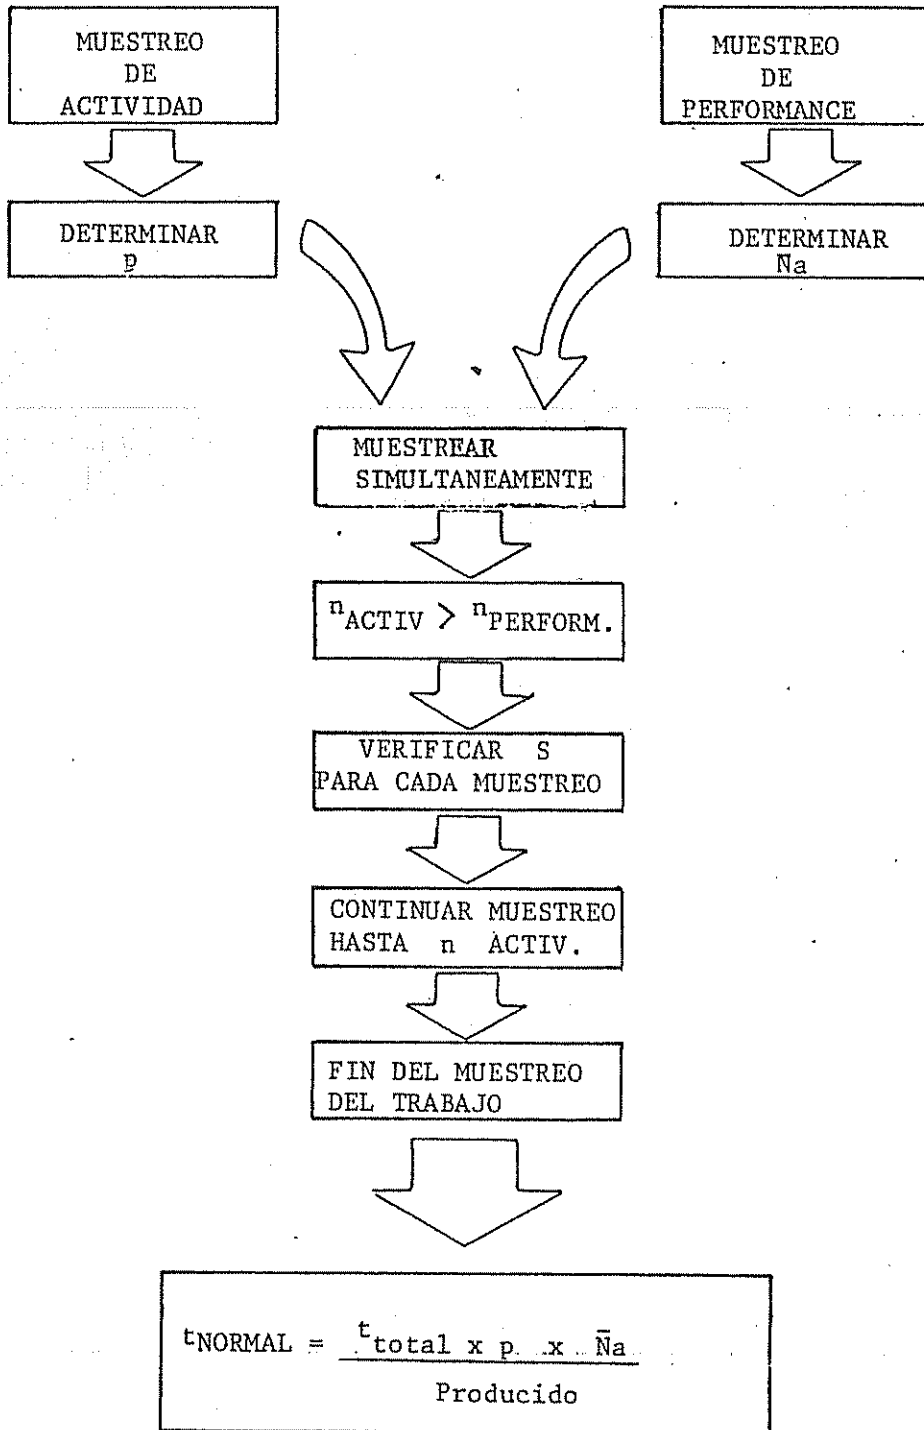 MUESTREO
DE
ACTIVIDAD
MUESTREO
DE
PERFORMANCE
DETERMINAR
p
DETERMINAR
Na
MUESTREAR
SIMULTANEAMENTE
nACTIV > nPERFORM.
VERIFICAR S
PARA CADA MUESTREO
CONTINUAR MUESTREO
HASTA n ACTIV.
FIN DEL MUESTREO
DEL TRABAJO
tNORMAL = ttotal x p x N̄a
Producido